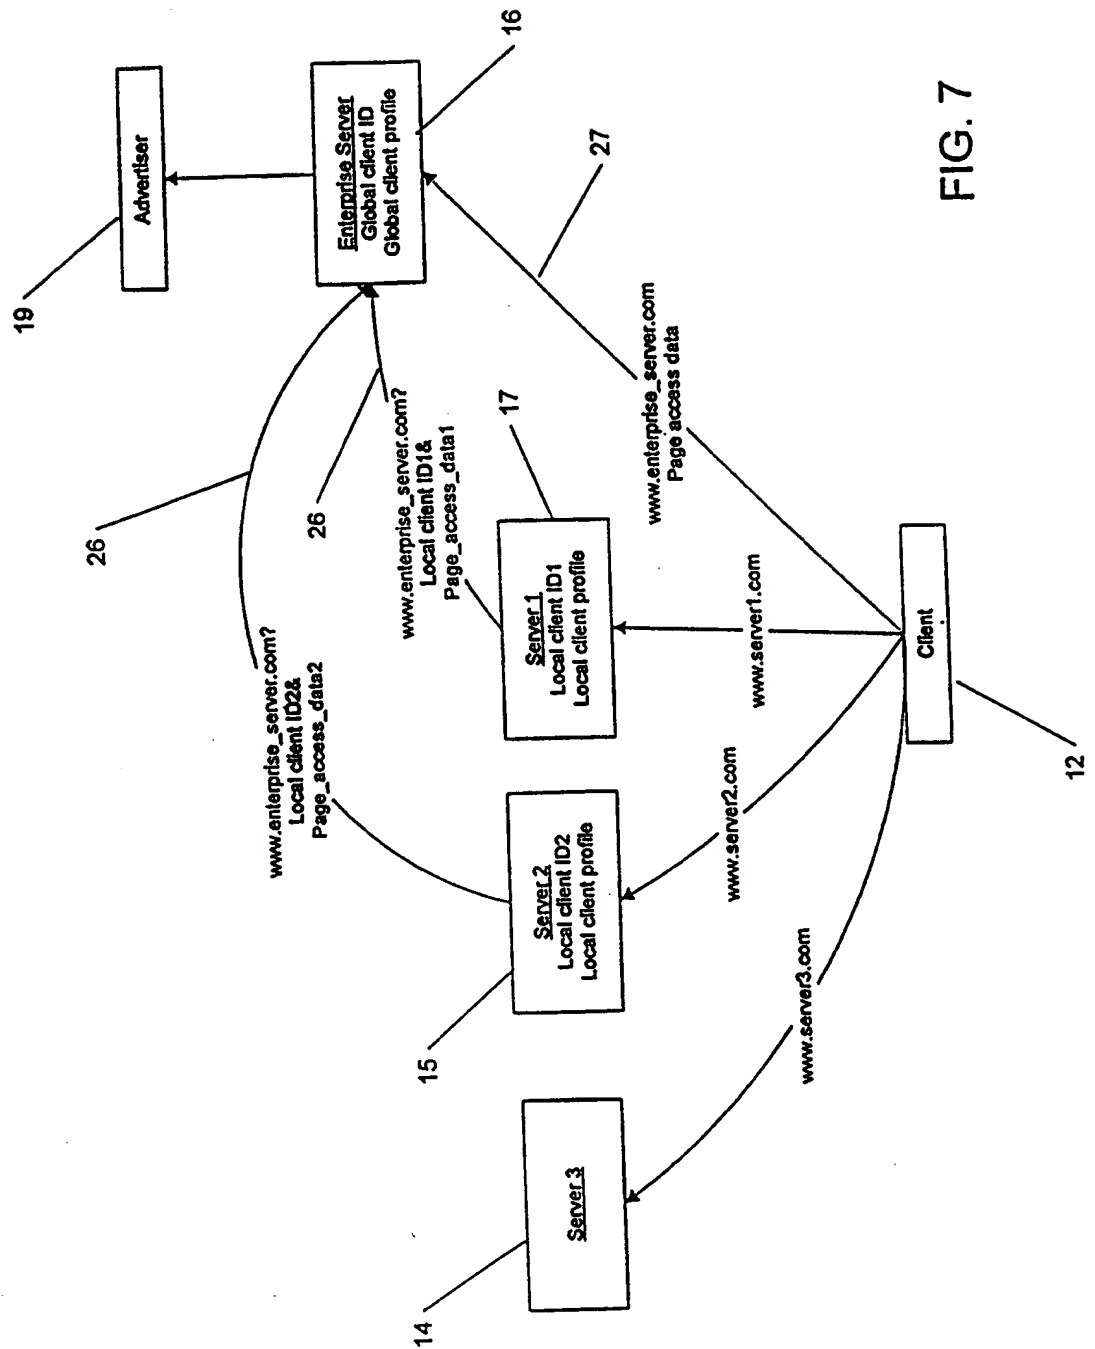 19
Advertiser
16
Enterprise Server
Global client ID
Global client profile
26
26
27
www.enterprise_server.com?
Local client ID2&
Page_access_data2
www.enterprise_server.com?
Local client ID1&
Page_access_data1
www.enterprise_server.com
Page access data
14
Server 3
15
Server 2
Local client ID2
Local client profile
17
Server 1
Local client ID1
Local client profile
www.server3.com
www.server2.com
www.server1.com
12
Client
FIG. 7